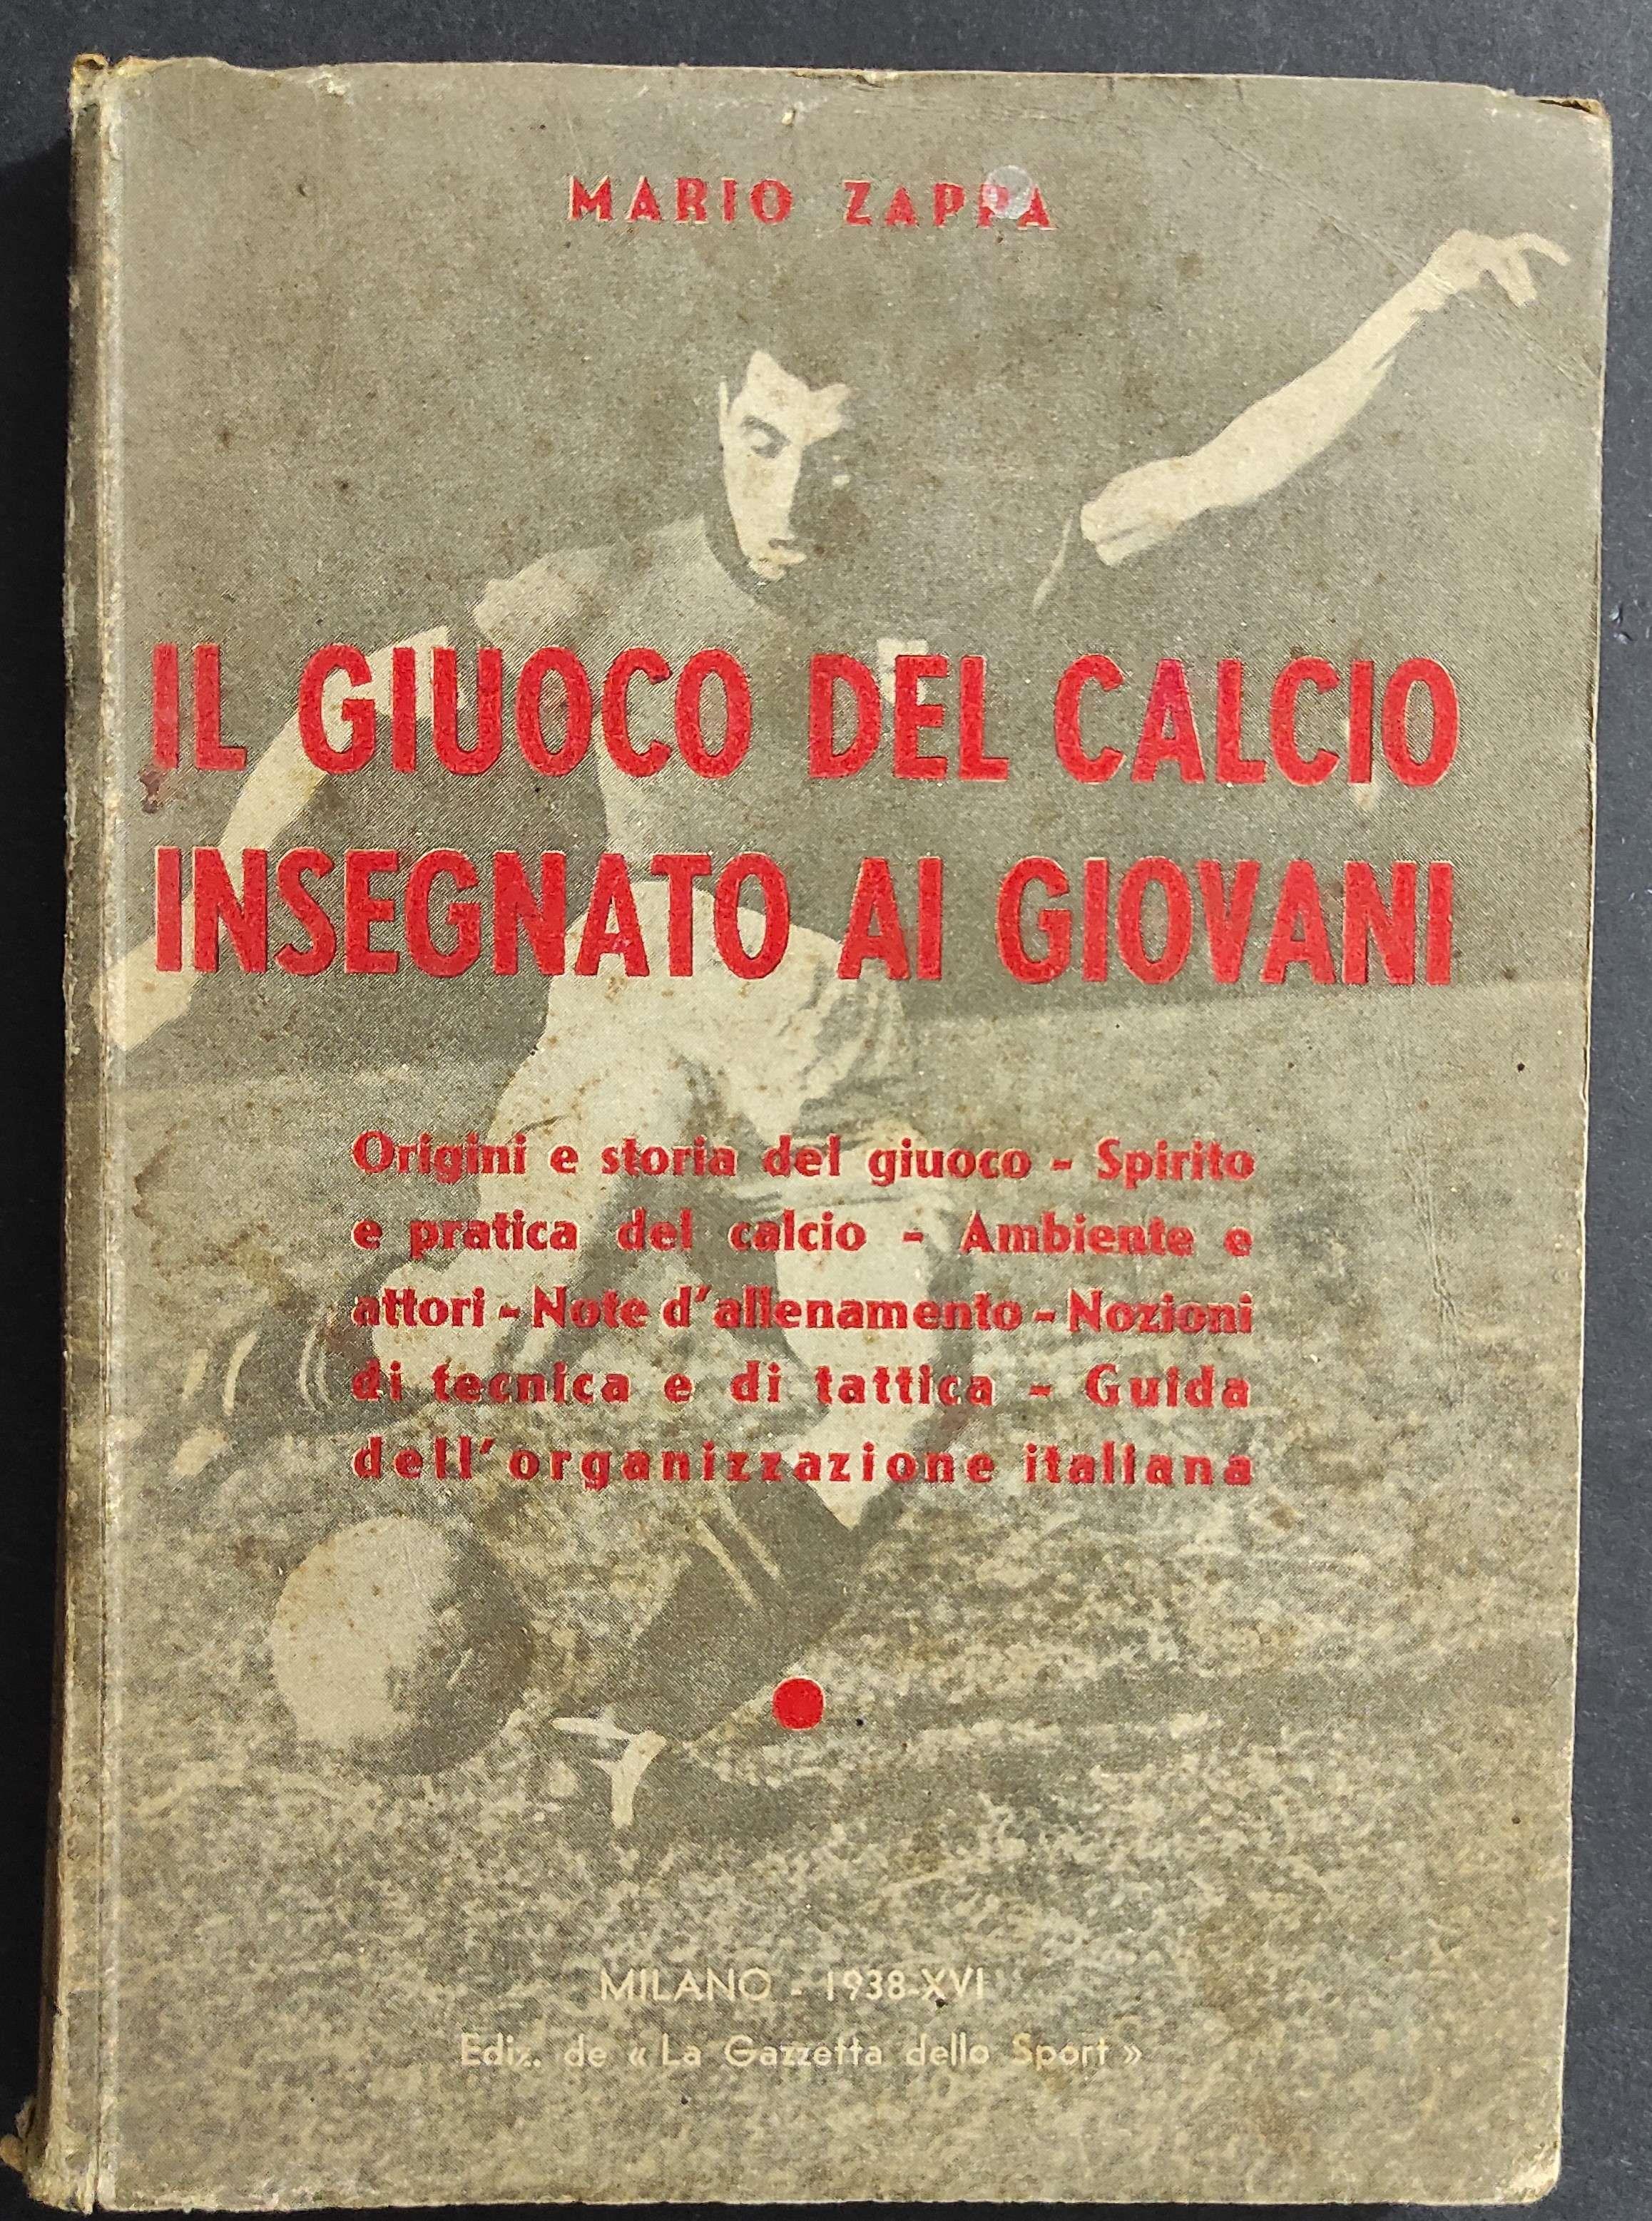 MARIO ZAPPA
IL GIUOCO DEL CALCIO
INSEGNATO AI GIOVANI
Origini e storia del giuoco - Spirito
e pratica del calcio - Ambiente e
attori - Note d'allenamento - Nozioni
di tecnica e di tattica - Guida
dell'organizzazione italiana
MILANO - 1938-XVI
Ediz. de « La Gazzetta dello Sport »